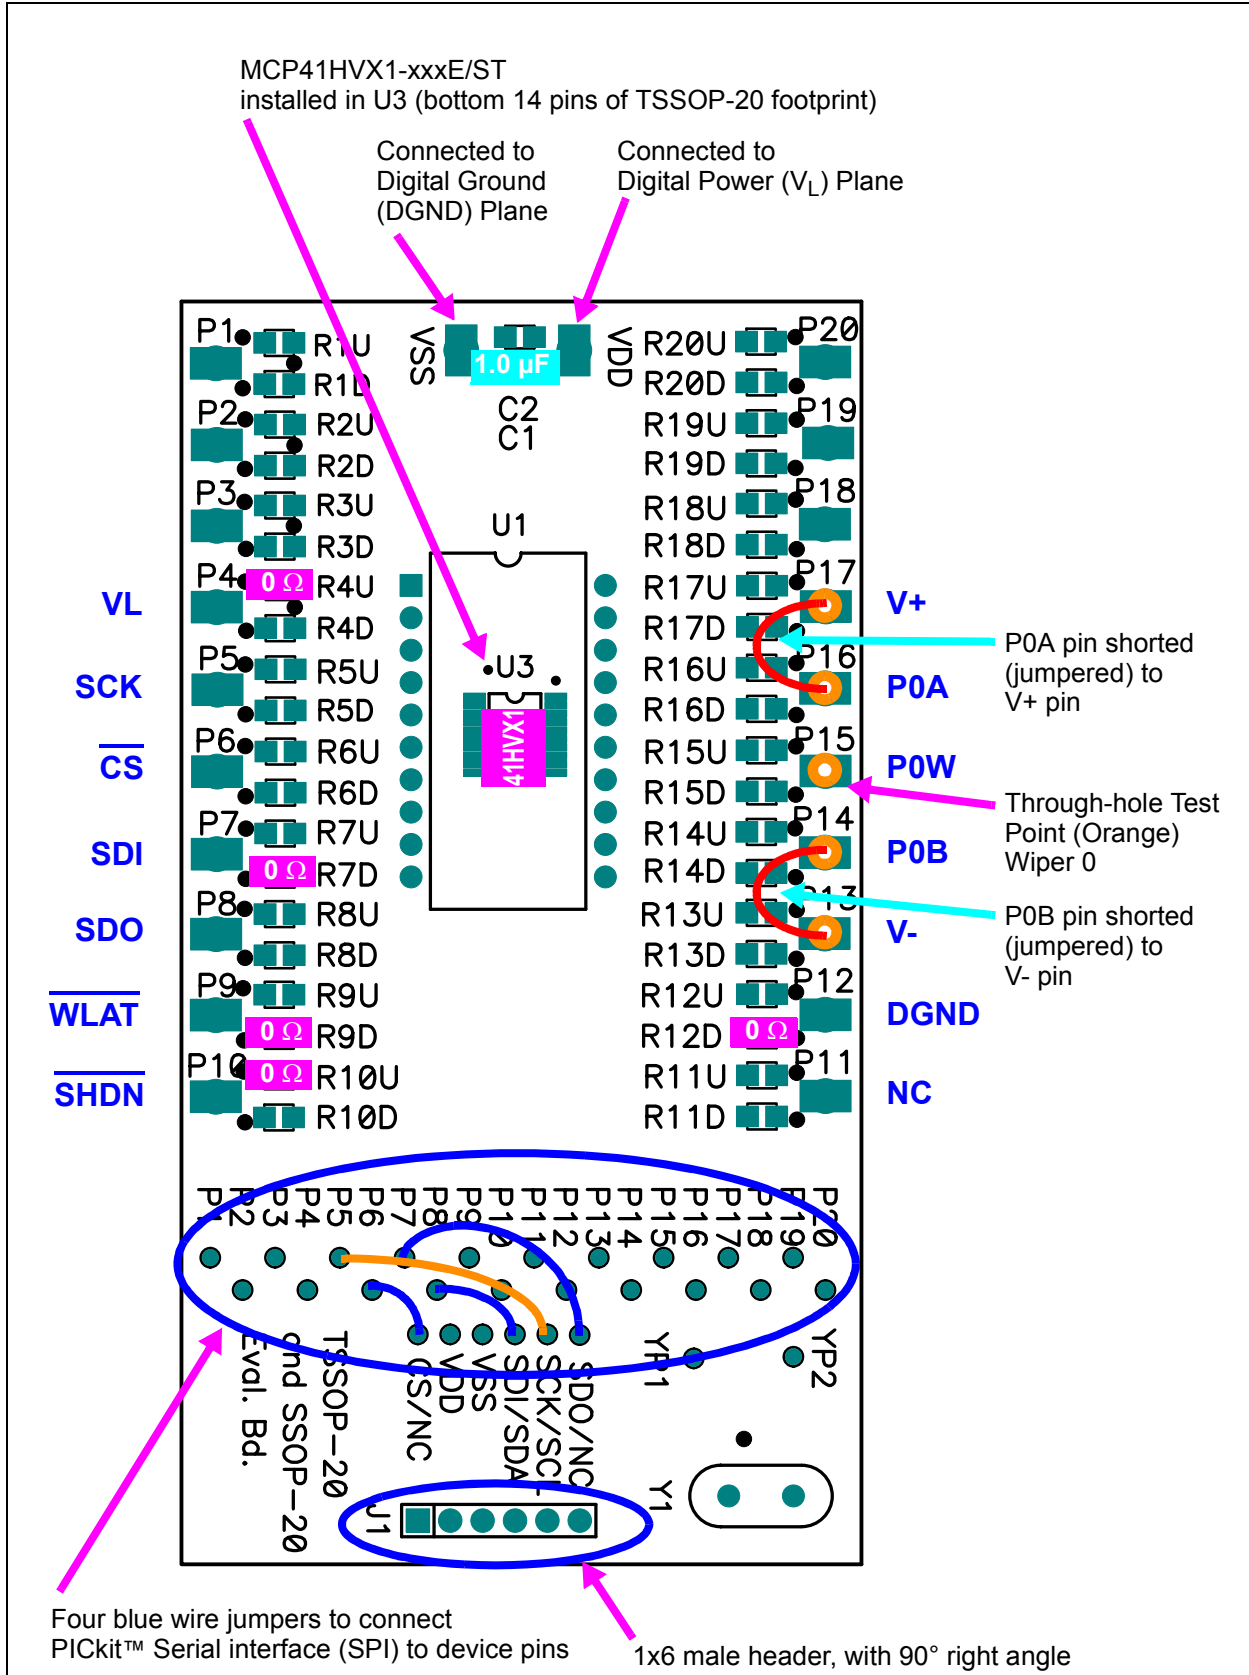 MCP41HVX1-xxxE/ST
installed in U3 (bottom 14 pins of TSSOP-20 footprint)
Connected to
Digital Ground
(DGND) Plane
Connected to
Digital Power (VL) Plane
P1
R1U
R1D
P2
R2U
R2D
P3
R3U
R3D
P4
0 Ω
R4U
R4D
VL
P5
R5U
R5D
SCK
P6
R6U
R6D
CS
P7
R7U
0 Ω
R7D
SDI
P8
R8U
R8D
SDO
P9
R9U
0 Ω
R9D
WLAT
P10
0 Ω
R10U
R10D
SHDN
VSS
1.0 µF
VDD
C2
C1
U1
U3
41HVX1
R20U
P20
R20D
R19U
P19
R19D
R18U
P18
R18D
R17U
P17
R17D
V+
R16U
P16
R16D
P0A
R15U
P15
R15D
P0W
R14U
P14
R14D
P0B
R13U
P13
R13D
V-
R12U
P12
R12D
0 Ω
DGND
R11U
P11
R11D
NC
P0A pin shorted
(jumpered) to
V+ pin
Through-hole Test
Point (Orange)
Wiper 0
P0B pin shorted
(jumpered) to
V- pin
P1
P2
P3
P4
P5
P6
P7
P8
P9
P10
P11
P12
P13
P14
P15
P16
P17
P18
P19
P20
CS/NC
VDD
VSS
SDI/SDA
SCK/SCL
SDO/NC
YP1
YP2
TSSOP-20
and SSOP-20
Eval. Bd.
J1
Y1
Four blue wire jumpers to connect
PICkit™ Serial interface (SPI) to device pins
1x6 male header, with 90° right angle